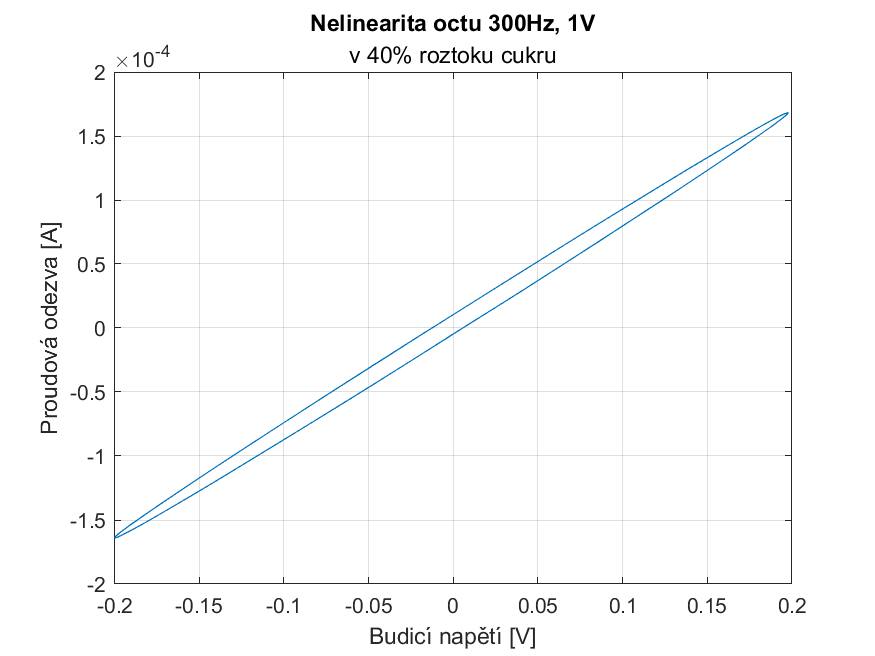 Nelinearita octu 300Hz, 1V
v 40% roztoku cukru
×10^-4
2
1.5
1
0.5
0
-0.5
-1
-1.5
-2
Proudová odezva [A]
-0.2 -0.15 -0.1 -0.05 0 0.05 0.1 0.15 0.2
Budicí napětí [V]